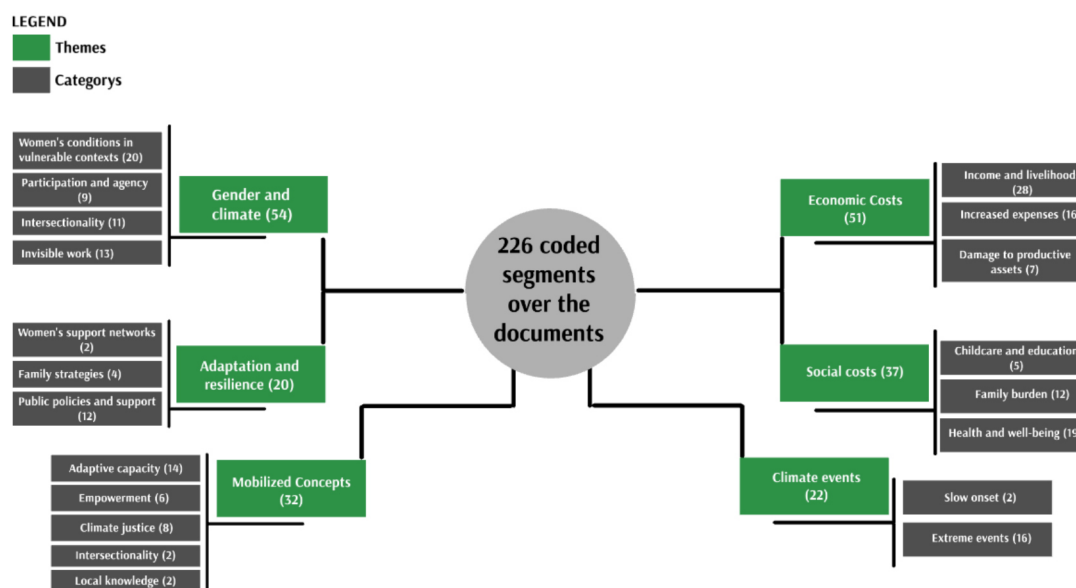 LEGEND
Themes
Categorys
Women's conditions in
vulnerable contexts (20)
Participation and agency
(9)
Intersectionality (11)
Invisible work (13)
Gender and
climate (54)
Women's support networks
(2)
Family strategies (4)
Public policies and support
(12)
Adaptation and
resilience (20)
Adaptive capacity (14)
Empowerment (6)
Climate justice (8)
Intersectionality (2)
Local knowledge (2)
Mobilized Concepts
(32)
226 coded
segments
over the
documents
Economic Costs
(51)
Income and livelihood
(28)
Increased expenses (16
Damage to productive
assets (7)
Social costs (37)
Childcare and education
(5)
Family burden (12)
Health and well-being (19
Climate events
(22)
Slow onset (2)
Extreme events (16)